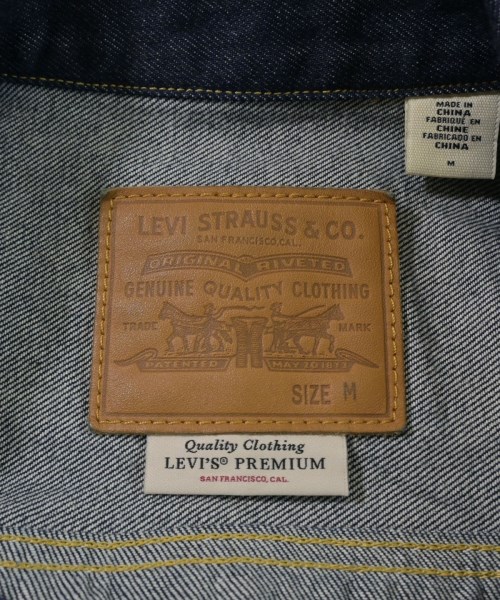 MADE IN
CHINA
FABRIQUÉ EN
CHINE
FABRICADO EN
CHINA
M
LEVI STRAUSS & CO.
SAN FRANCISCO, CAL.
ORIGINAL RIVETED
GENUINE QUALITY CLOTHING
TRADE MARK
PATENTED MAY 20 1873
SIZE M
Quality Clothing
LEVI'S® PREMIUM
SAN FRANCISCO, CAL.